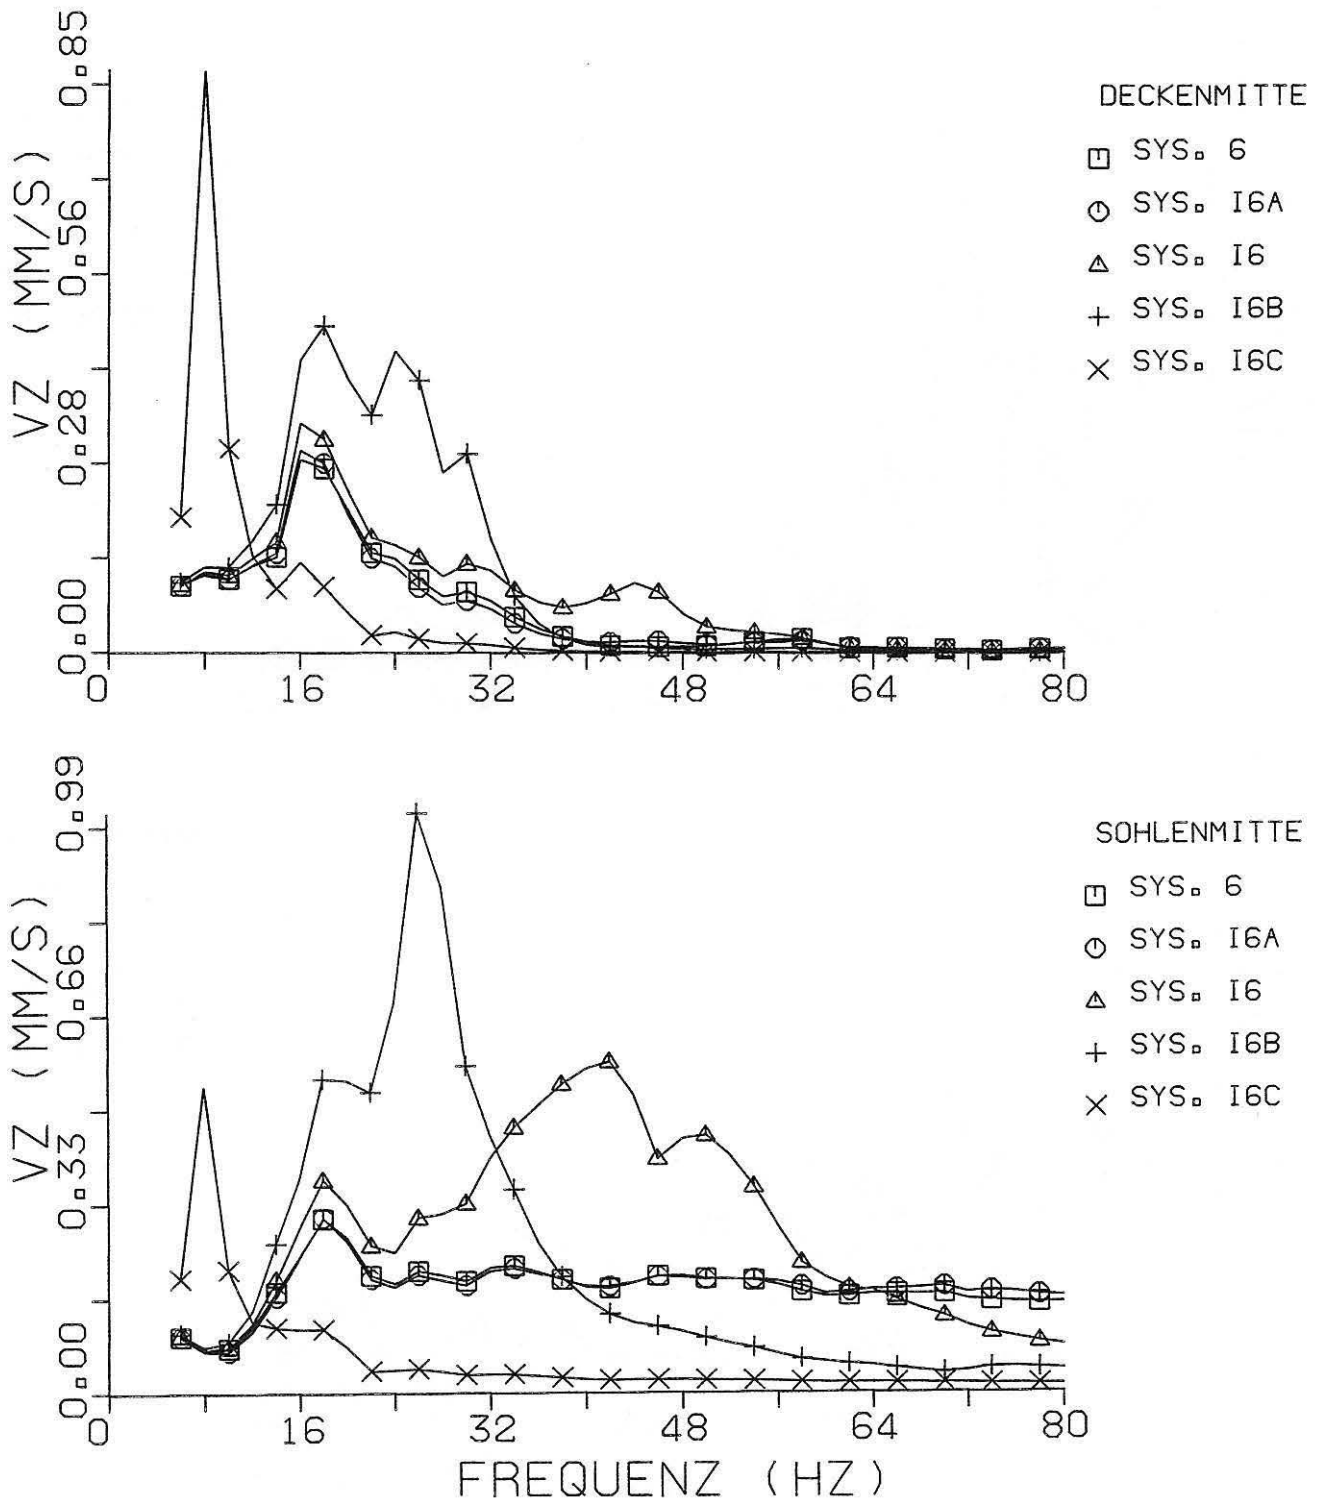 VZ (MM/S)
0.85
0.56
0.28
0.00
0 16 32 48 64 80
DECKENMITTE
SYS. 6
SYS. I6A
SYS. I6
SYS. I6B
SYS. I6C
VZ (MM/S)
0.99
0.66
0.33
0.00
0 16 32 48 64 80
FREQUENZ (HZ)
SOHLENMITTE
SYS. 6
SYS. I6A
SYS. I6
SYS. I6B
SYS. I6C